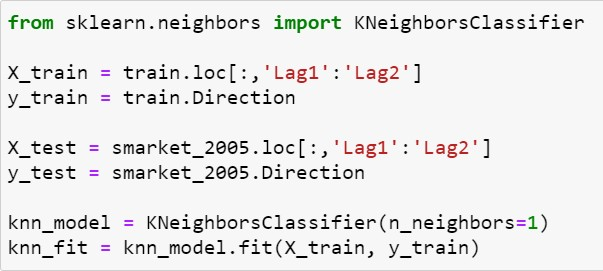 from sklearn.neighbors import KNeighborsClassifier
X_train = train.loc[:,'Lag1':'Lag2']
y_train = train.Direction
X_test = smarket_2005.loc[:,'Lag1':'Lag2']
y_test = smarket_2005.Direction
knn_model = KNeighborsClassifier(n_neighbors=1)
knn_fit = knn_model.fit(X_train, y_train)